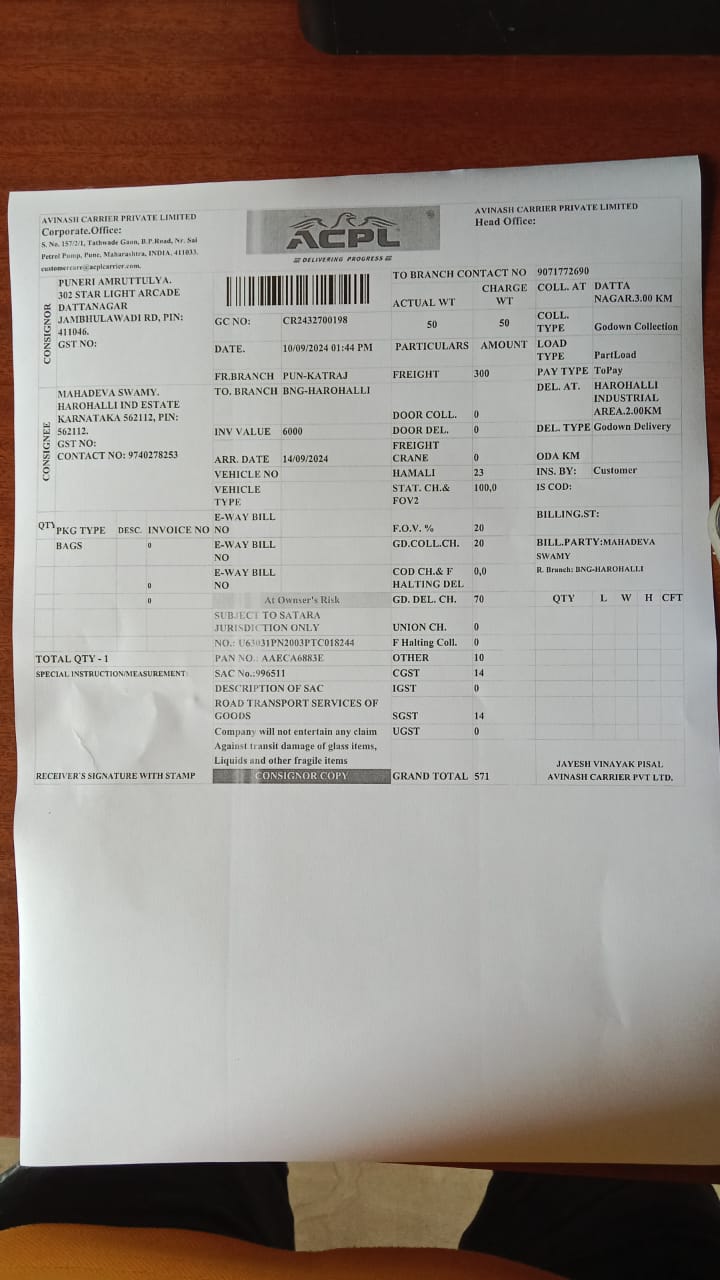 AVINASH CARRIER PRIVATE LIMITED
Corporate.Office:
S. No. 157/2/1, Tathwade Gaon, B.P.Road, Nr. Sai
Petrol Pump, Pune, Maharashtra, INDIA, 411033.
customercare@acplcarrier.com,
ACPL
DELIVERING PROGRESS
AVINASH CARRIER PRIVATE LIMITED
Head Office:
CONSIGNOR
PUNERI AMRUTTULYA.
302 STAR LIGHT ARCADE
DATTANAGAR
JAMBHULAWADI RD, PIN:
411046.
GST NO:
CONSIGNEE
MAHADEVA SWAMY.
HAROHALLI IND ESTATE
KARNATAKA 562112, PIN:
562112.
GST NO:
CONTACT NO: 9740278253
QTY PKG TYPE DESC. INVOICE NO
BAGS 0
0
0
TOTAL QTY - 1
SPECIAL INSTRUCTION/MEASUREMENT:
RECEIVER'S SIGNATURE WITH STAMP
GC NO: CR2432700198
DATE. 10/09/2024 01:44 PM
FR.BRANCH PUN-KATRAJ
TO. BRANCH BNG-HAROHALLI
INV VALUE 6000
ARR. DATE 14/09/2024
VEHICLE NO
VEHICLE
TYPE
E-WAY BILL
NO
E-WAY BILL
NO
E-WAY BILL
NO
At Ownser's Risk
SUBJECT TO SATARA
JURISDICTION ONLY
NO.: U63031PN2003PTC018244
PAN NO.: AAECA6883E
SAC No.:996511
DESCRIPTION OF SAC
ROAD TRANSPORT SERVICES OF
GOODS
Company will not entertain any claim
Against transit damage of glass items,
Liquids and other fragile items
CONSIGNOR COPY
TO BRANCH CONTACT NO 9071772690
ACTUAL WT CHARGE
WT
50 50
PARTICULARS AMOUNT
FREIGHT 300
DOOR COLL. 0
DOOR DEL. 0
FREIGHT
CRANE 0
HAMALI 23
STAT. CH.& 100,0
FOV2
F.O.V. % 20
GD.COLL.CH. 20
COD CH.& F 0,0
HALTING DEL
GD. DEL. CH. 70
UNION CH. 0
F Halting Coll. 0
OTHER 10
CGST 14
IGST 0
SGST 14
UGST 0
GRAND TOTAL 571
COLL. AT DATTA
NAGAR.3.00 KM
COLL.
TYPE Godown Collection
LOAD
TYPE PartLoad
PAY TYPE ToPay
DEL. AT. HAROHALLI
INDUSTRIAL
AREA.2.00KM
DEL. TYPE Godown Delivery
ODA KM
INS. BY: Customer
IS COD:
BILLING.ST:
BILL.PARTY:MAHADEVA
SWAMY
R. Branch: BNG-HAROHALLI
QTY L W H CFT
JAYESH VINAYAK PISAL
AVINASH CARRIER PVT LTD.